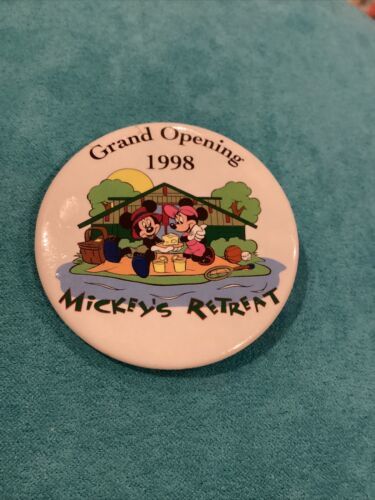 Grand Opening
1998
MICKEY'S RETREAT